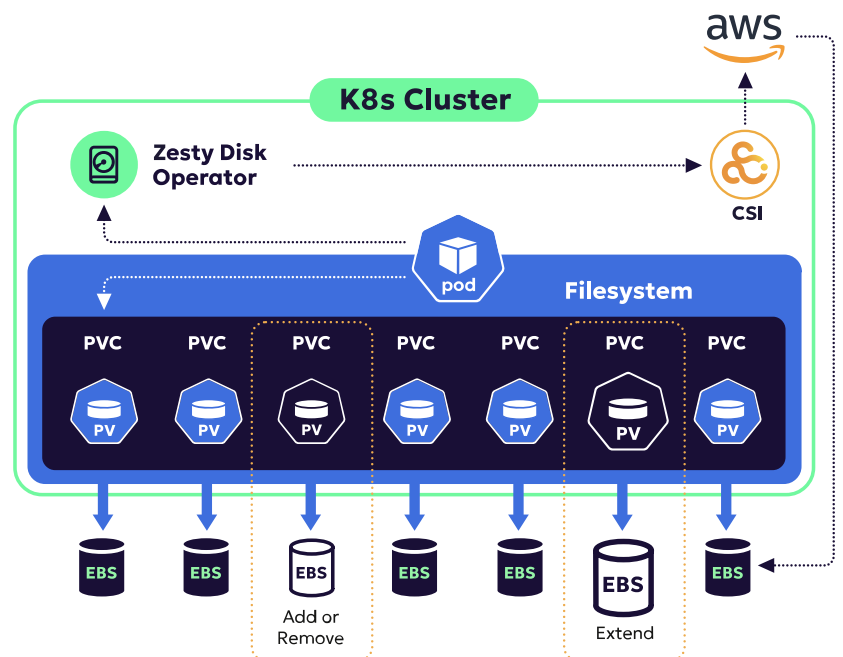 aws
K8s Cluster
Zesty Disk
Operator
CSI
pod
Filesystem
PVC PVC PVC PVC PVC PVC PVC
PV PV PV PV PV PV PV
EBS EBS EBS EBS EBS EBS EBS
Add or
Remove
Extend